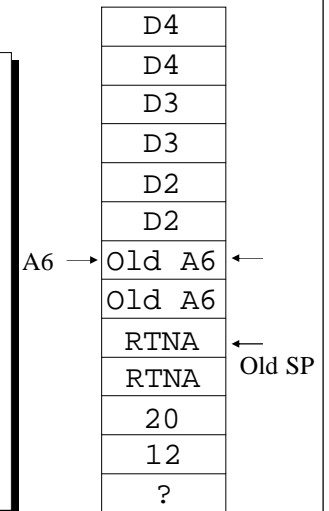 D4
D4
D3
D3
D2
D2
A6 Old A6
Old A6
RTNA
Old SP
RTNA
20
12
?